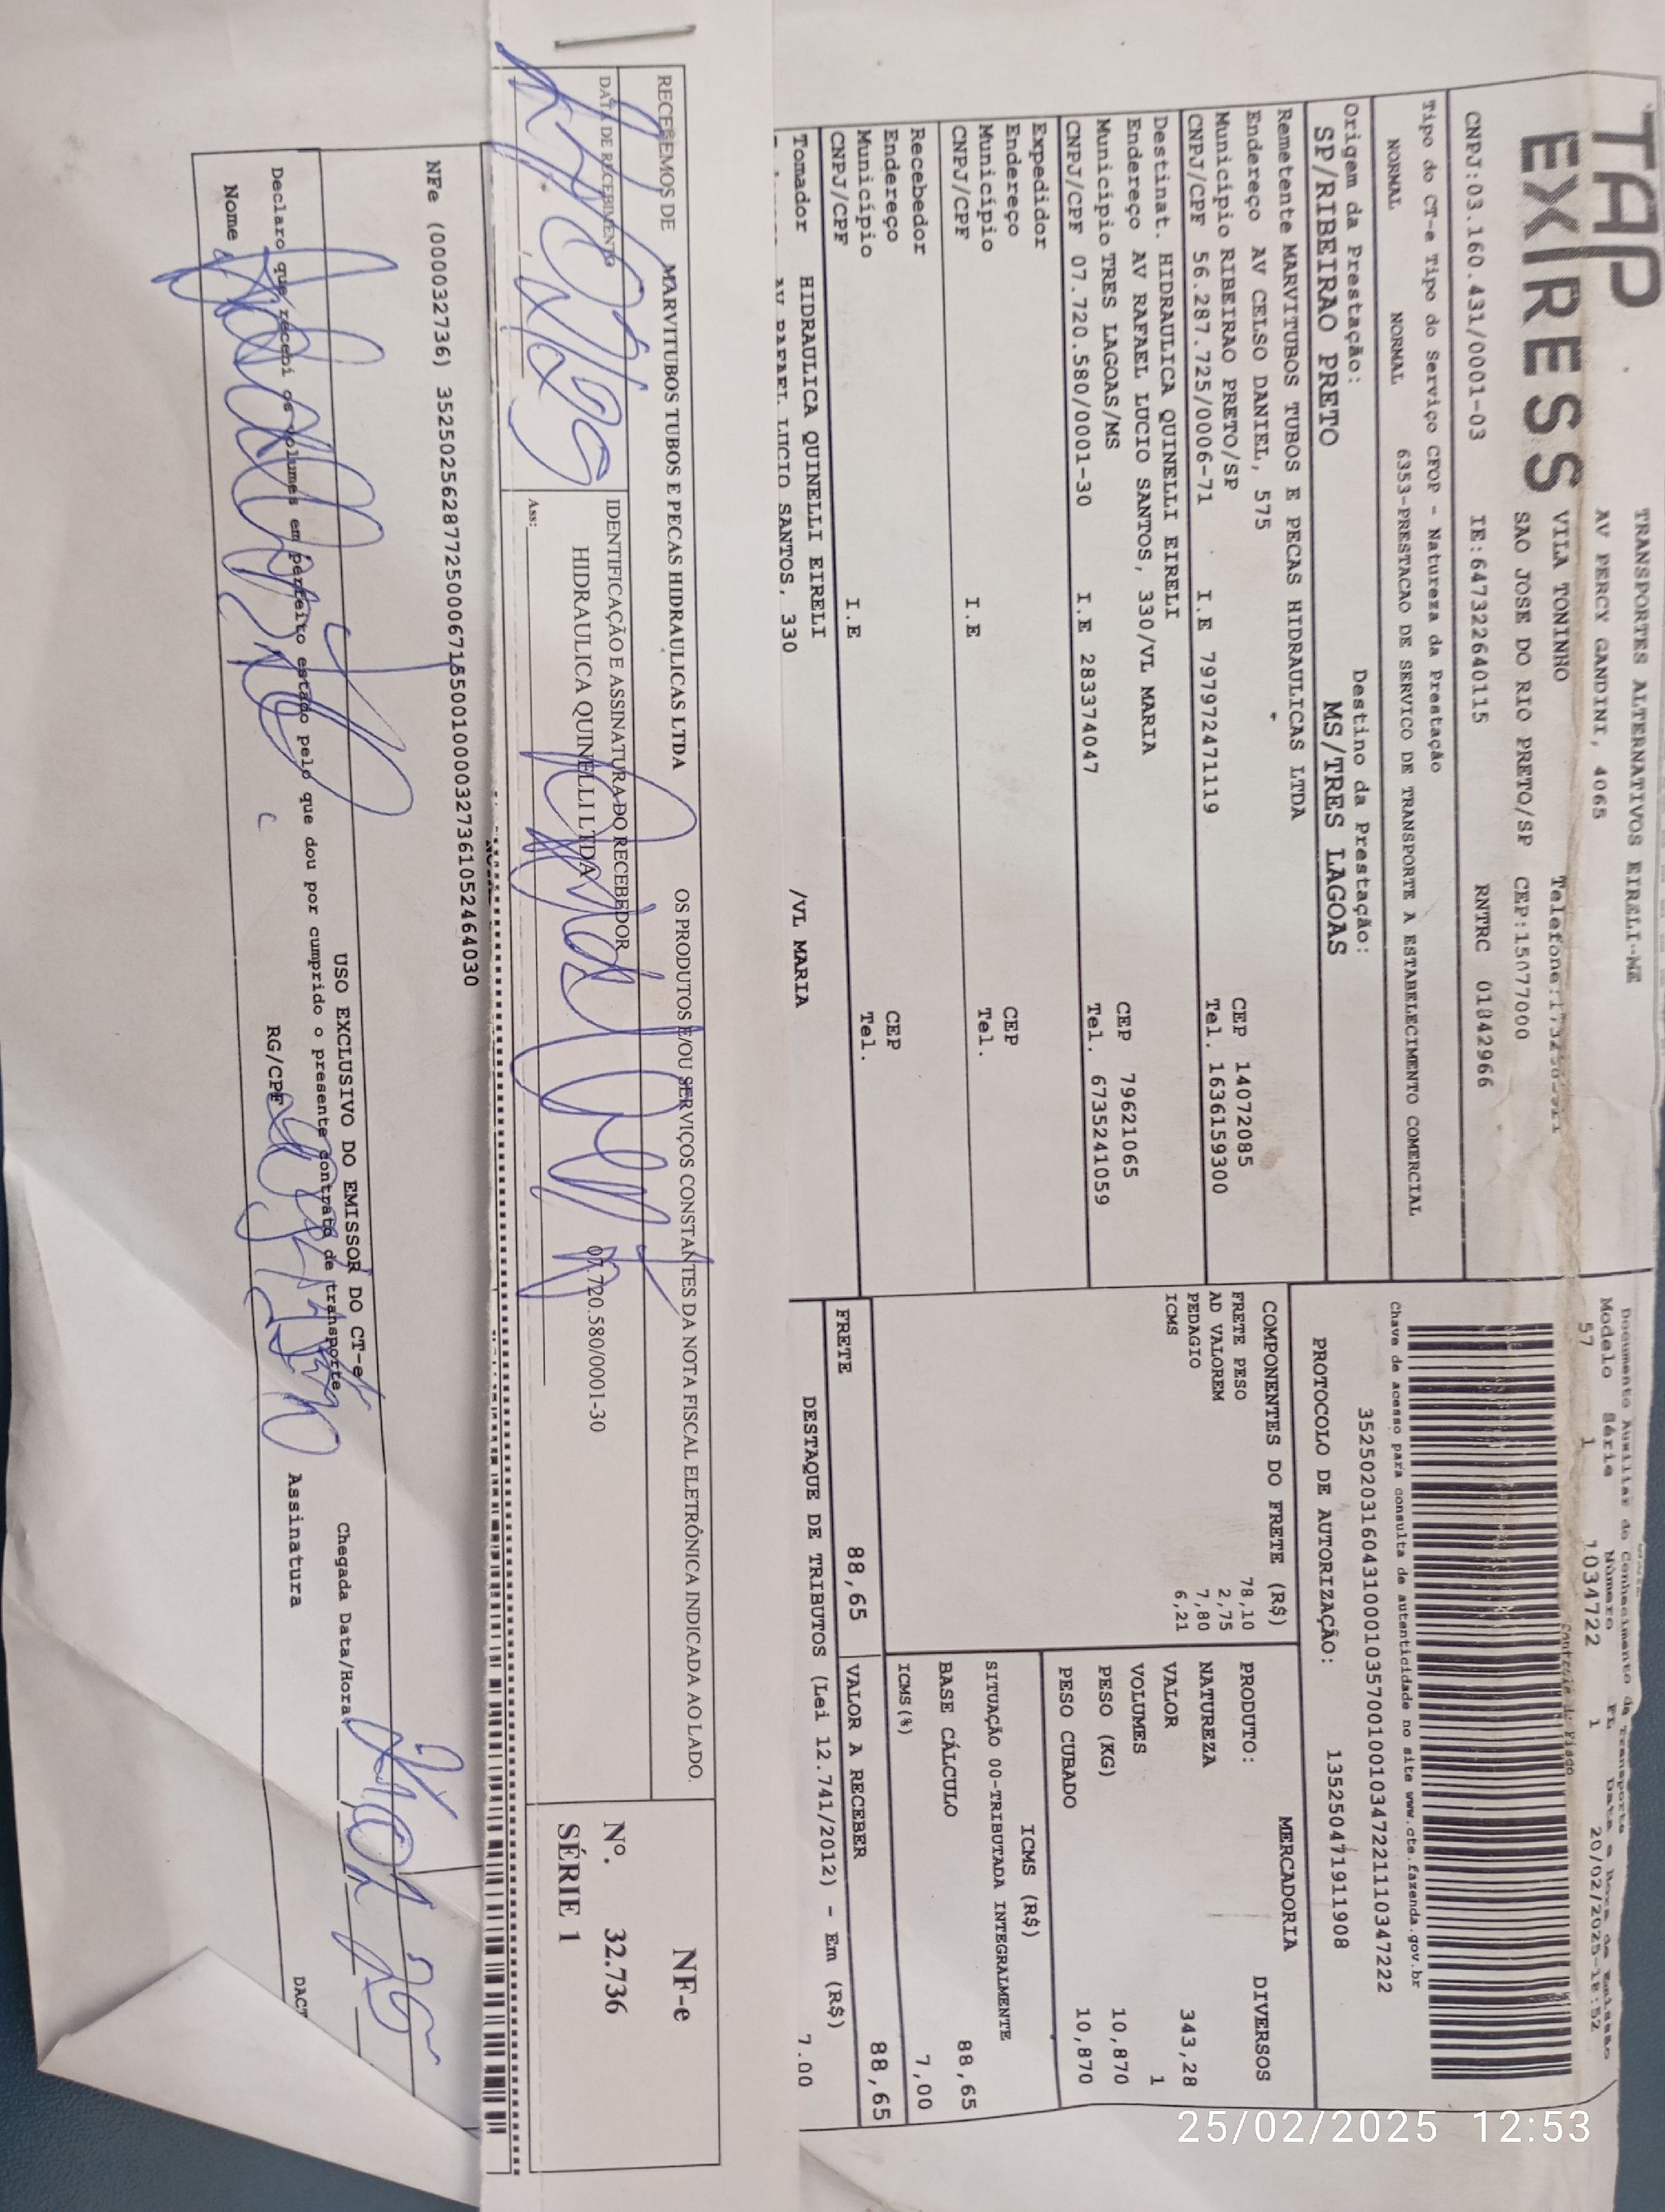 TAP
EXPRESS
TRANSPORTES ALTERNATIVOS EIRELI-ME
AV PERCY GANDINI, 4065
VILA TONINHO
SAO JOSE DO RIO PRETO/SP CEP:15077000
CNPJ:03.160.431/0001-03 IE:647322640115 RNTRC 01842966
Tipo do CT-e Tipo do Serviço CFOP - Natureza da Prestação
NORMAL NORMAL 6353-PRESTACAO DE SERVICO DE TRANSPORTE A ESTABELECIMENTO COMERCIAL
Origem da Prestação: Destino da Prestação:
SP/RIBEIRAO PRETO MS/TRES LAGOAS
Remetente MARVITUBOS TUBOS E PECAS HIDRAULICAS LTDA
Endereço AV CELSO DANIEL, 575 CEP 14072085
Município RIBEIRAO PRETO/SP Tel. 1636159300
CNPJ/CPF 56.287.725/0006-71 I.E 797972471119
Destinat. HIDRAULICA QUINELLI EIRELI
Endereço AV RAFAEL LUCIO SANTOS, 330/VL MARIA CEP 79621065
Município TRES LAGOAS/MS Tel. 6735241059
CNPJ/CPF 07.720.580/0001-30 I.E 283374047
Expedidor
Endereço CEP
Município Tel.
CNPJ/CPF I.E
Recebedor
Endereço CEP
Município Tel.
CNPJ/CPF I.E
Tomador HIDRAULICA QUINELLI EIRELI
AV RAFAEL LUCIO SANTOS, 330 /VL MARIA
Documento Auxiliar do Conhecimento de Transporte
Modelo Série Número FL Data e Hora de Emissão
57 1 1034722 1 20/02/2025-18:52
Controle do Fisco
Chave de acesso para consulta de autenticidade no site www.cte.fazenda.gov.br
35250203160431000103570010010347221110347222
PROTOCOLO DE AUTORIZAÇÃO: 135250471911908
COMPONENTES DO FRETE (R$)
FRETE PESO 78,10
AD VALOREM 2,75
PEDAGIO 7,80
ICMS 6,21
MERCADORIA
PRODUTO: DIVERSOS
NATUREZA
VALOR 343,28
VOLUMES 1
PESO (KG) 10,870
PESO CUBADO 10,870
ICMS (R$)
SITUAÇÃO 00-TRIBUTADA INTEGRALMENTE
BASE CÁLCULO 88,65
ICMS(%) 7,00
FRETE 88,65 VALOR A RECEBER 88,65
DESTAQUE DE TRIBUTOS (Lei 12.741/2012) - Em (R$) 7.00
RECEBEMOS DE MARVITUBOS TUBOS E PECAS HIDRAULICAS LTDA OS PRODUTOS E/OU SERVIÇOS CONSTANTES DA NOTA FISCAL ELETRÔNICA INDICADA AO LADO.
DATA DE RECEBIMENTO IDENTIFICAÇÃO E ASSINATURA DO RECEBEDOR
HIDRAULICA QUINELLI LTDA 07.720.580/0001-30
Ass:
NF-e
Nº. 32.736
SÉRIE 1
NFe (000032736) 35250256287725000671550010000327361052464030
USO EXCLUSIVO DO EMISSOR DO CT-e
Chegada Data/Hora
Declaro que recebi os volumes em perfeito estado pelo que dou por cumprido o presente contrato de transporte
Nome RG/CPF Assinatura
DACT
25/02/2025 12:53